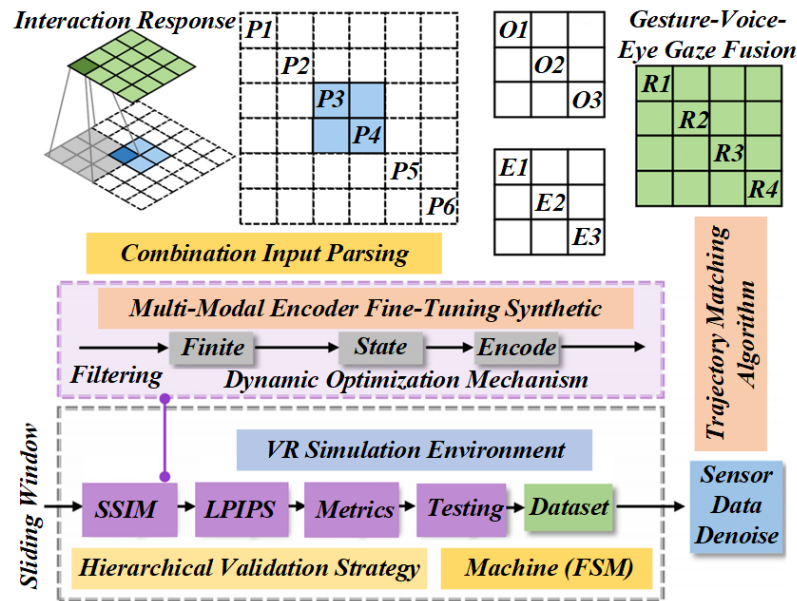 Interaction Response
P1
P2
P3
P4
P5
P6
O1
O2
O3
E1
E2
E3
Gesture-Voice-
Eye Gaze Fusion
R1
R2
R3
R4
Combination Input Parsing
Multi-Modal Encoder Fine-Tuning Synthetic
Finite
State
Encode
Filtering
Dynamic Optimization Mechanism
Trajectory Matching
Algorithm
VR Simulation Environment
Sliding Window
SSIM
LPIPS
Metrics
Testing
Dataset
Sensor
Data
Denoise
Hierarchical Validation Strategy
Machine (FSM)